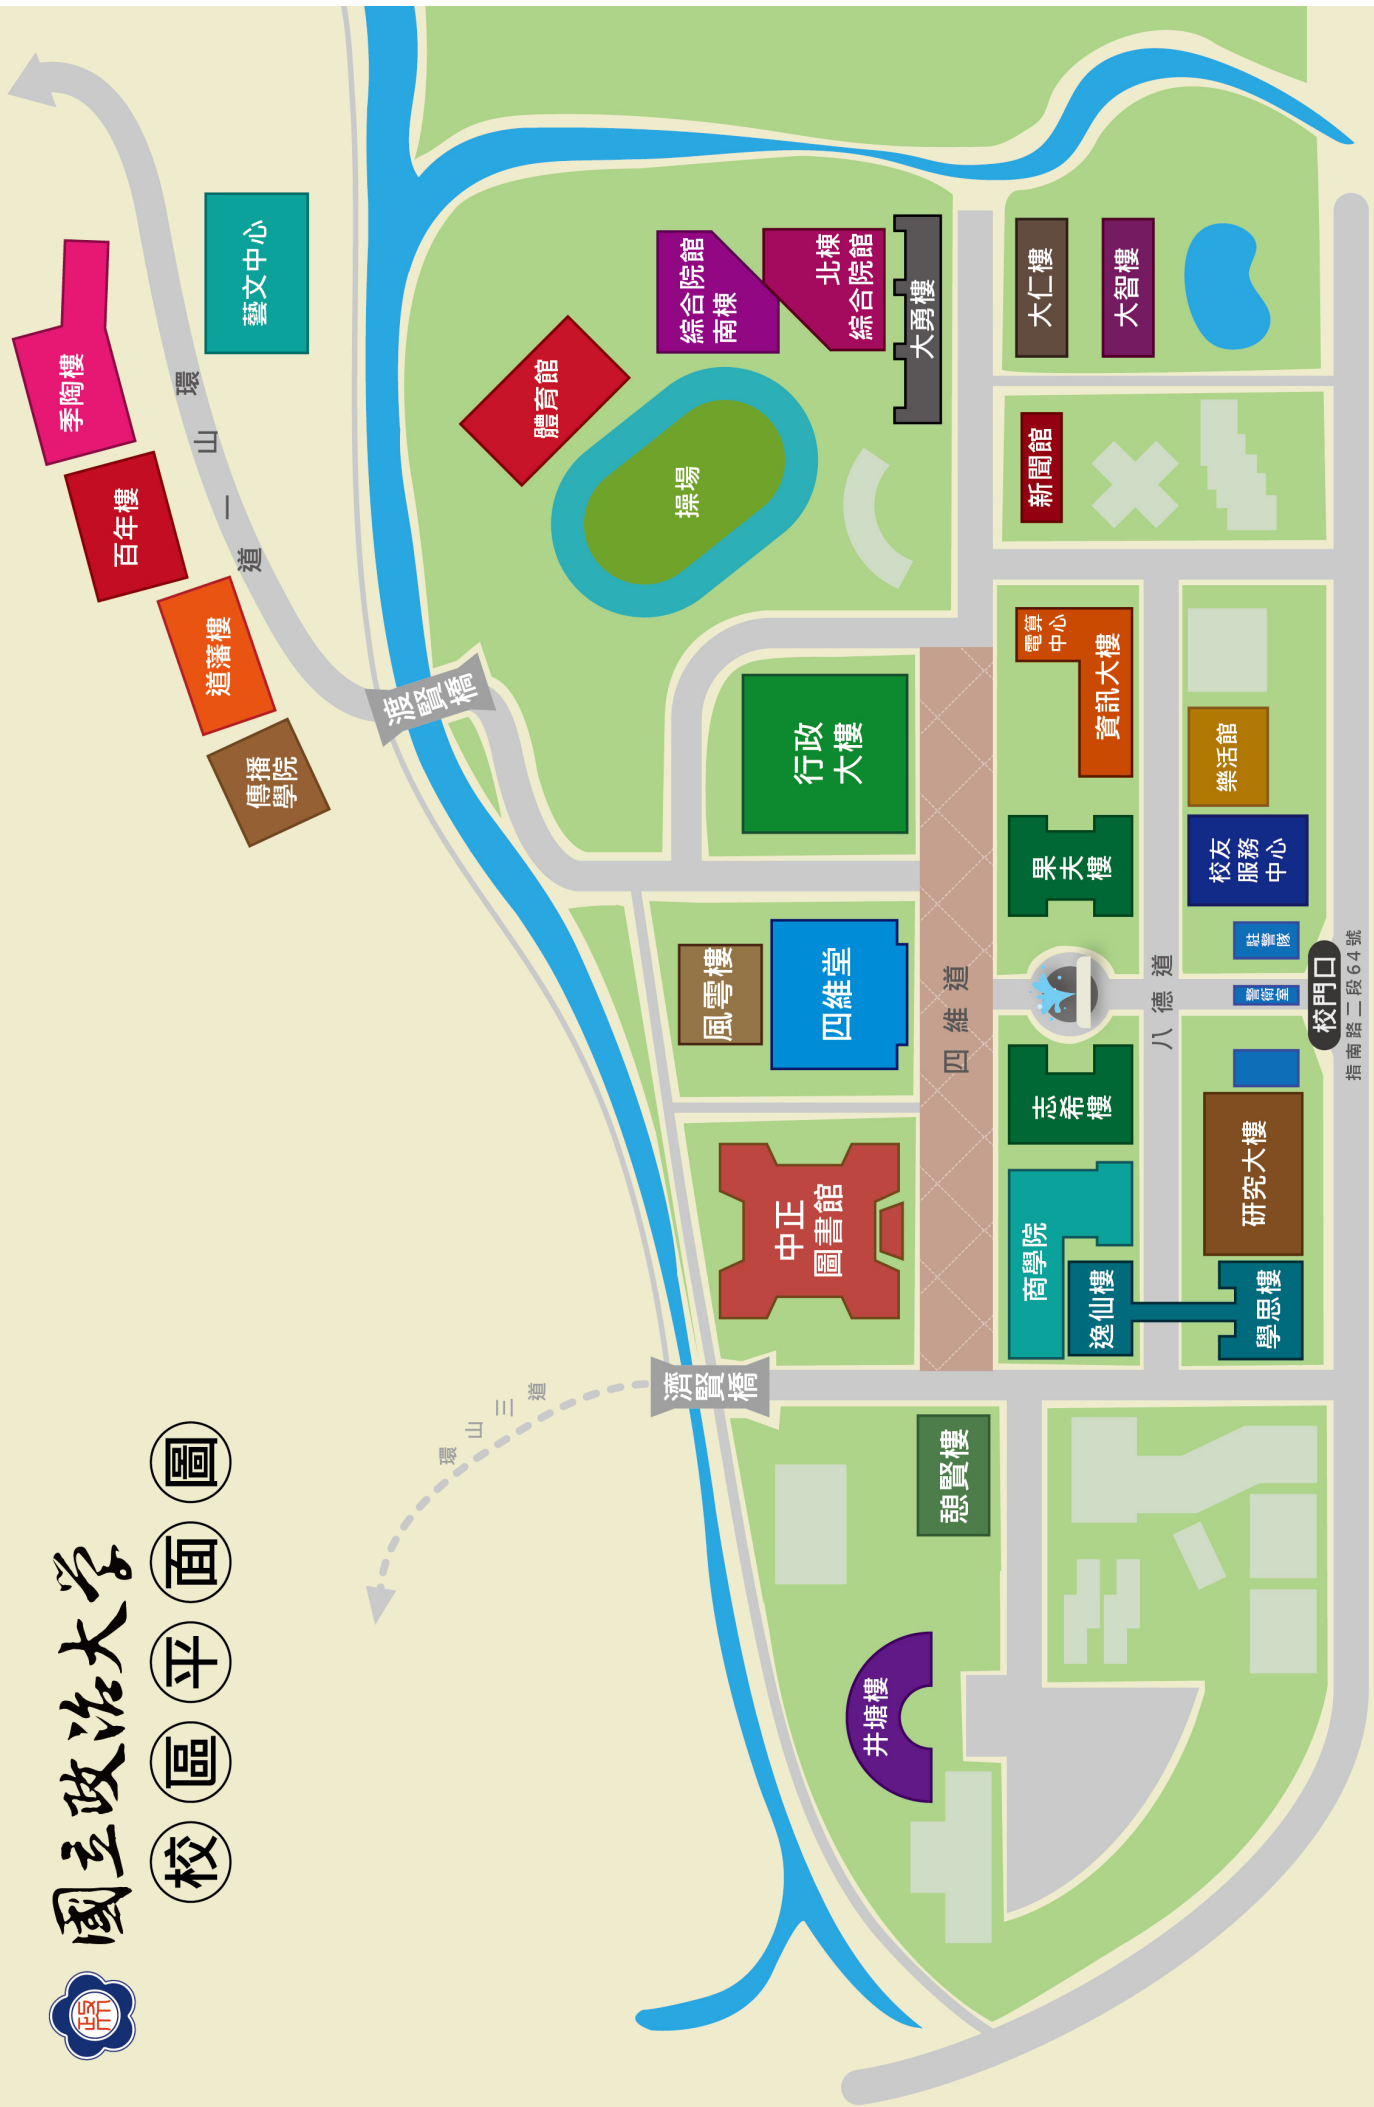 國立政治大學
校區平面圖
政大
環山三道
環山一道
傳播
學院
道藩樓
百年樓
季陶樓
藝文中心
渡賢橋
濟賢橋
體育館
操場
綜合院館
南棟
北棟
綜合院館
大勇樓
風雩樓
四維堂
行政
大樓
中正
圖書館
憩賢樓
井塘樓
四維道
商學院
逸仙樓
志希
樓
果夫
樓
電算
中心
資訊大樓
新聞館
大仁樓
大智樓
八德道
學思樓
研究大樓
警衛室
駐警隊
校友
服務
中心
樂活館
校門口
指南路二段64號